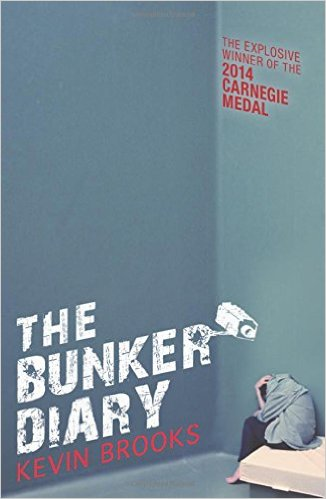 THE EXPLOSIVE
WINNER OF THE
2014
CARNEGIE
MEDAL
THE
BUNKER
DIARY
KEVIN BROOKS